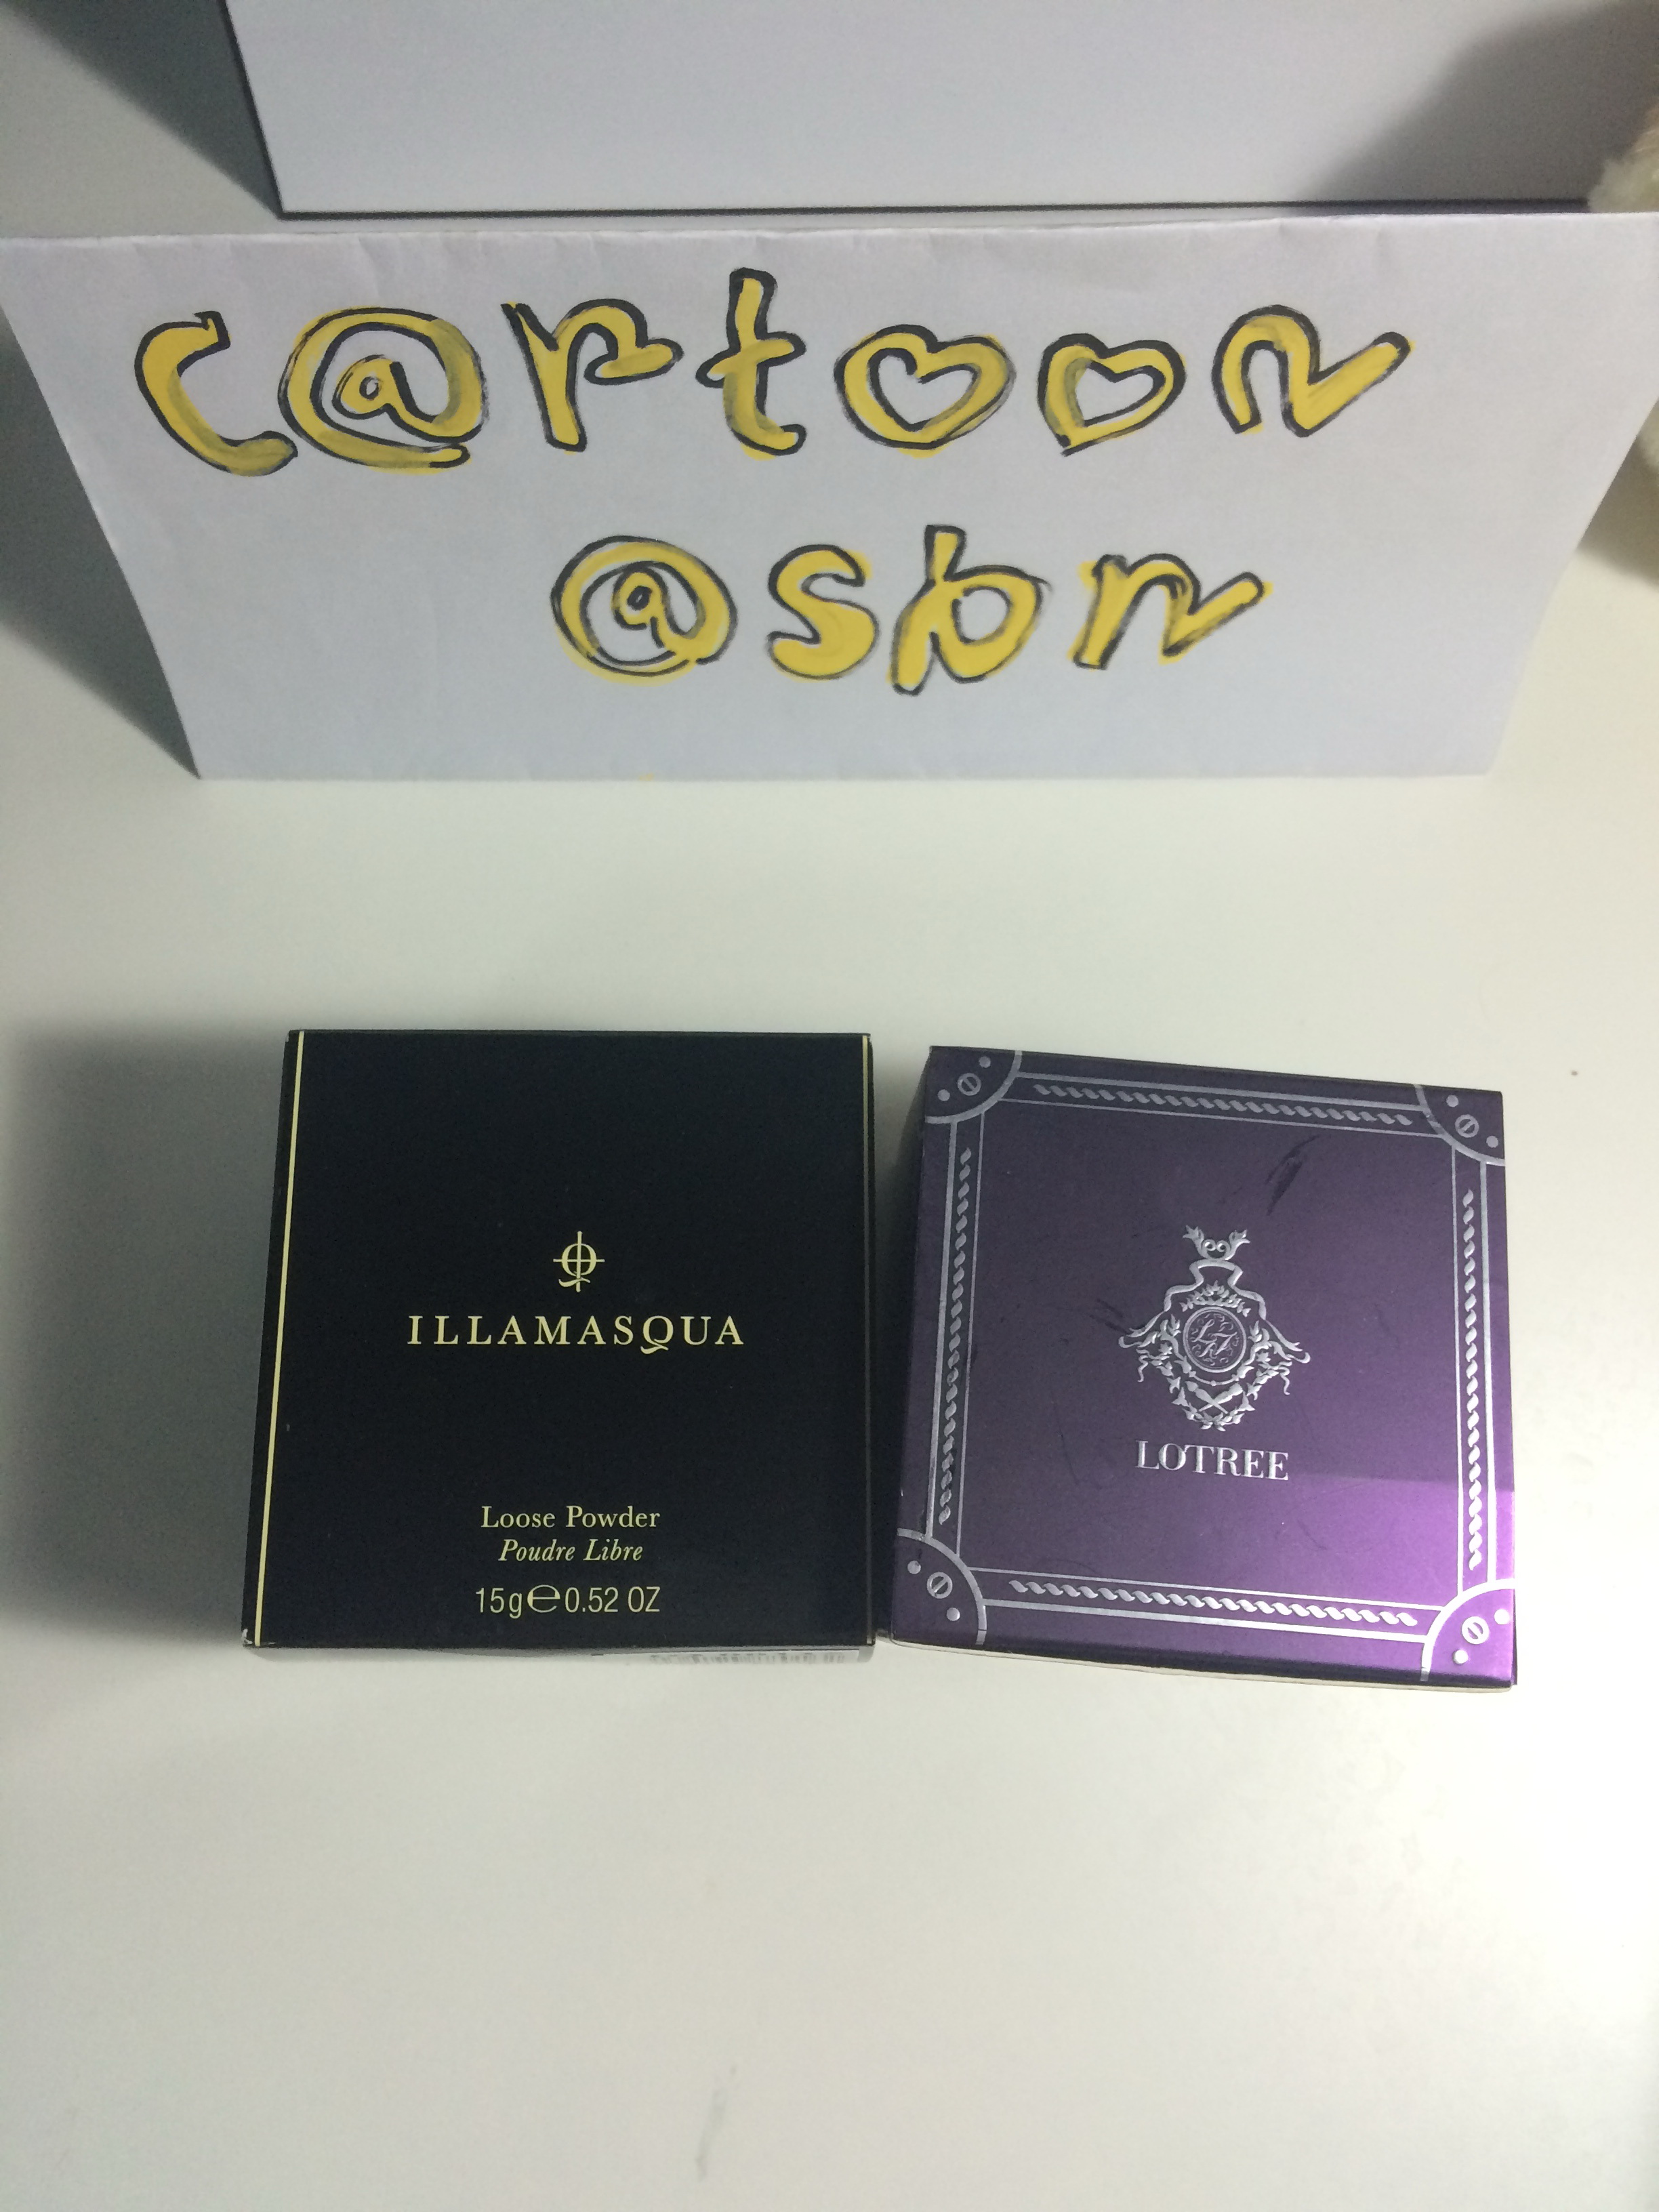 c@rtoon
@sbn
ILLAMASQUA
Loose Powder
Poudre Libre
15g℮0.52 OZ
LOTREE